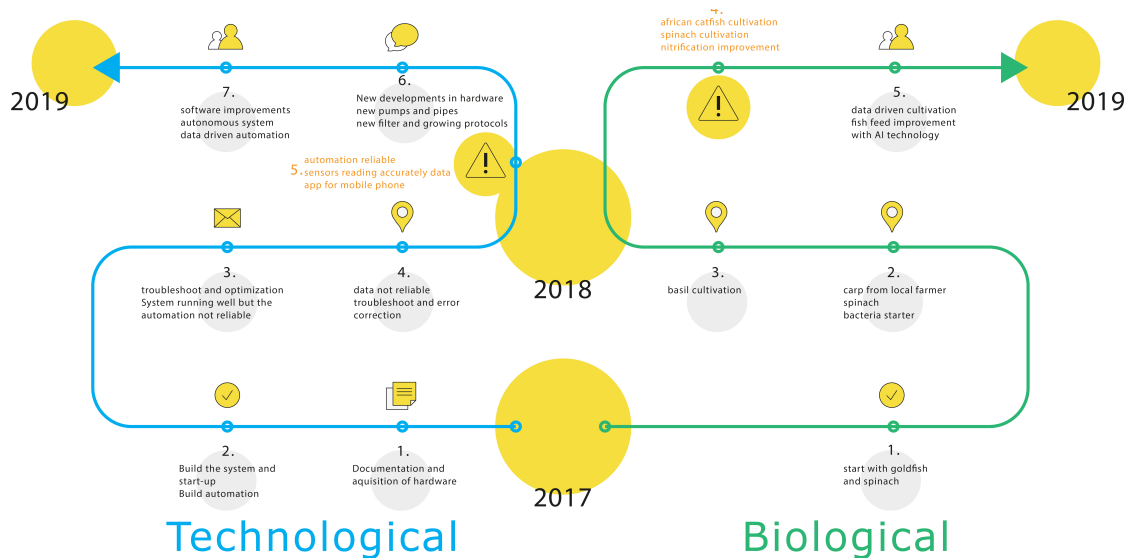 2019
7.
software improvements
autonomous system
data driven automation
6.
New developments in hardware
new pumps and pipes
new filter and growing protocols
5.
automation reliable
sensors reading accurately data
app for mobile phone
3.
troubleshoot and optimization
System running well but the
automation not reliable
4.
data not reliable
troubleshoot and error
correction
2.
Build the system and
start-up
Build automation
1.
Documentation and
aquisition of hardware
Technological
2018
2017
4.
african catfish cultivation
spinach cultivation
nitrification improvement
5.
data driven cultivation
fish feed improvement
with AI technology
2019
3.
basil cultivation
2.
carp from local farmer
spinach
bacteria starter
1.
start with goldfish
and spinach
Biological